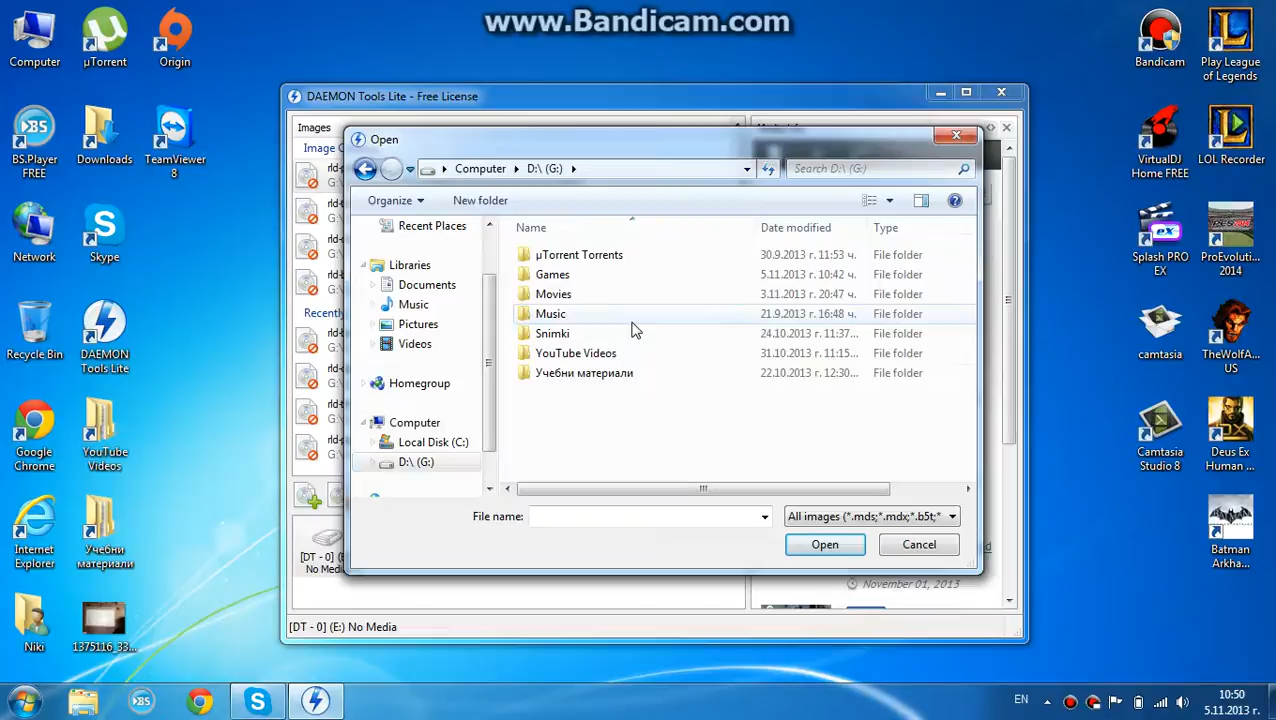 www.Bandicam.com
Computer
µTorrent
Origin
BS.Player FREE
Downloads
TeamViewer 8
Network
Skype
Recycle Bin
DAEMON Tools Lite
Google Chrome
YouTube Videos
Internet Explorer
Учебни материали
Niki
1375116_33...
Bandicam
Play League of Legends
VirtualDJ Home FREE
LOL Recorder
Splash PRO EX
ProEvoluti... 2014
camtasia
TheWolfA... US
Camtasia Studio 8
Deus Ex Human ...
Batman Arkha...
DAEMON Tools Lite - Free License
Images
Open
Computer
D:\ (G:)
Search D:\ (G:)
Organize
New folder
Recent Places
Libraries
Documents
Music
Pictures
Videos
Homegroup
Computer
Local Disk (C:)
D:\ (G:)
Name Date modified Type
µTorrent Torrents 30.9.2013 г. 11:53 ч. File folder
Games 5.11.2013 г. 10:42 ч. File folder
Movies 3.11.2013 г. 20:47 ч. File folder
Music 21.9.2013 г. 16:48 ч. File folder
Snimki 24.10.2013 г. 11:37... File folder
YouTube Videos 31.10.2013 г. 11:15... File folder
Учебни материали 22.10.2013 г. 12:30... File folder
File name:
All images (*.mds;*.mdx;*.b5t;*
Open
Cancel
November 01, 2013
[DT - 0] (E:) No Media
EN
10:50
5.11.2013 г.